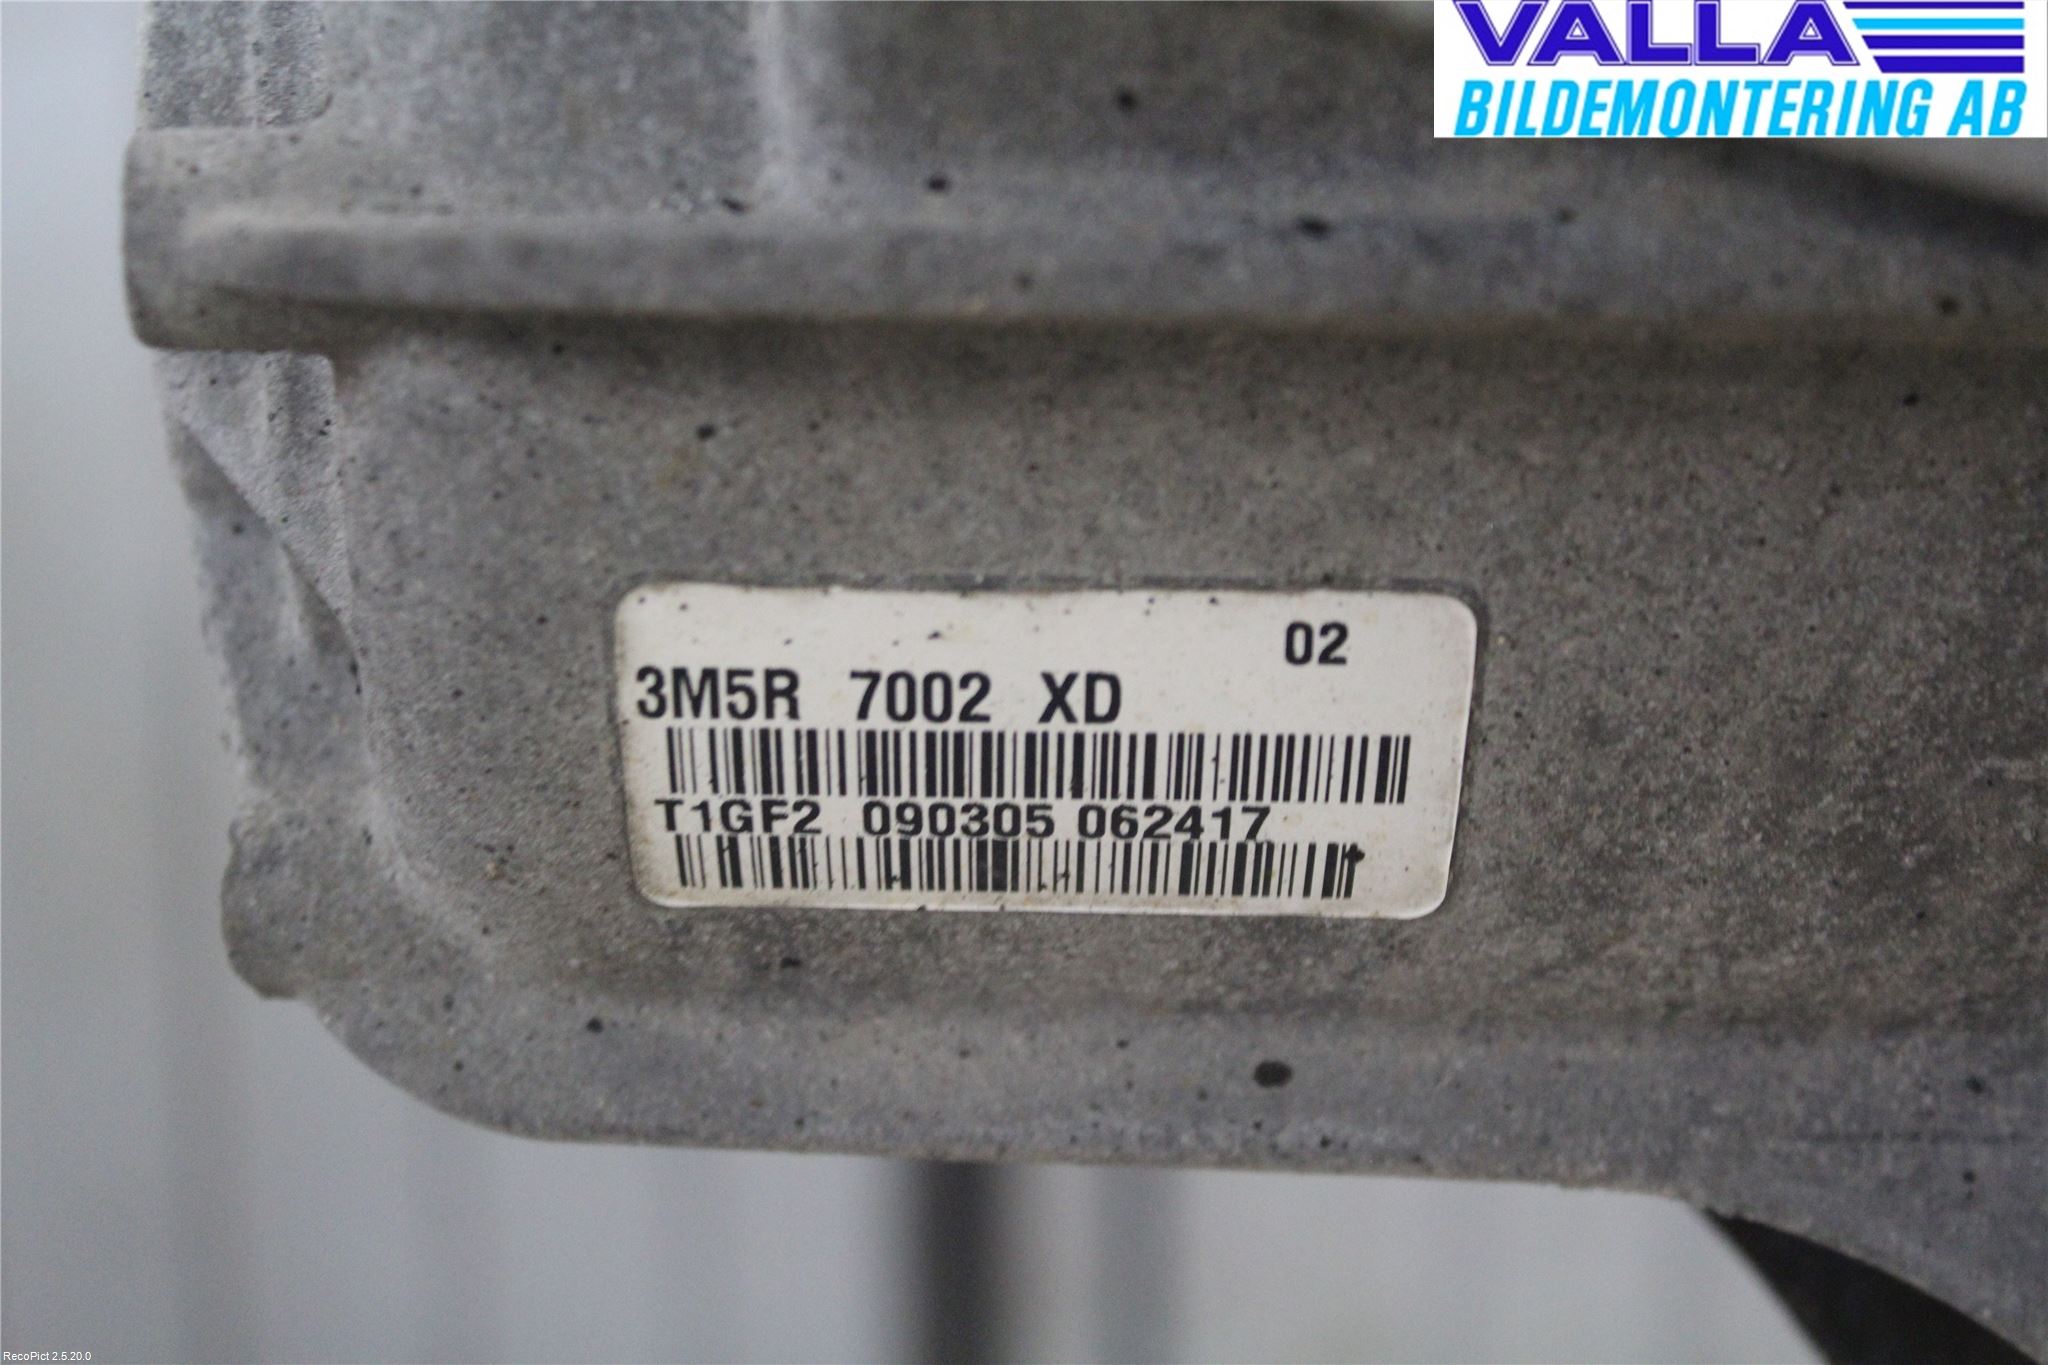 VALLA
BILDEMONTERING AB
02
3M5R 7002 XD
T1GF2 090305 062417
RecoPict 2.5.20.0